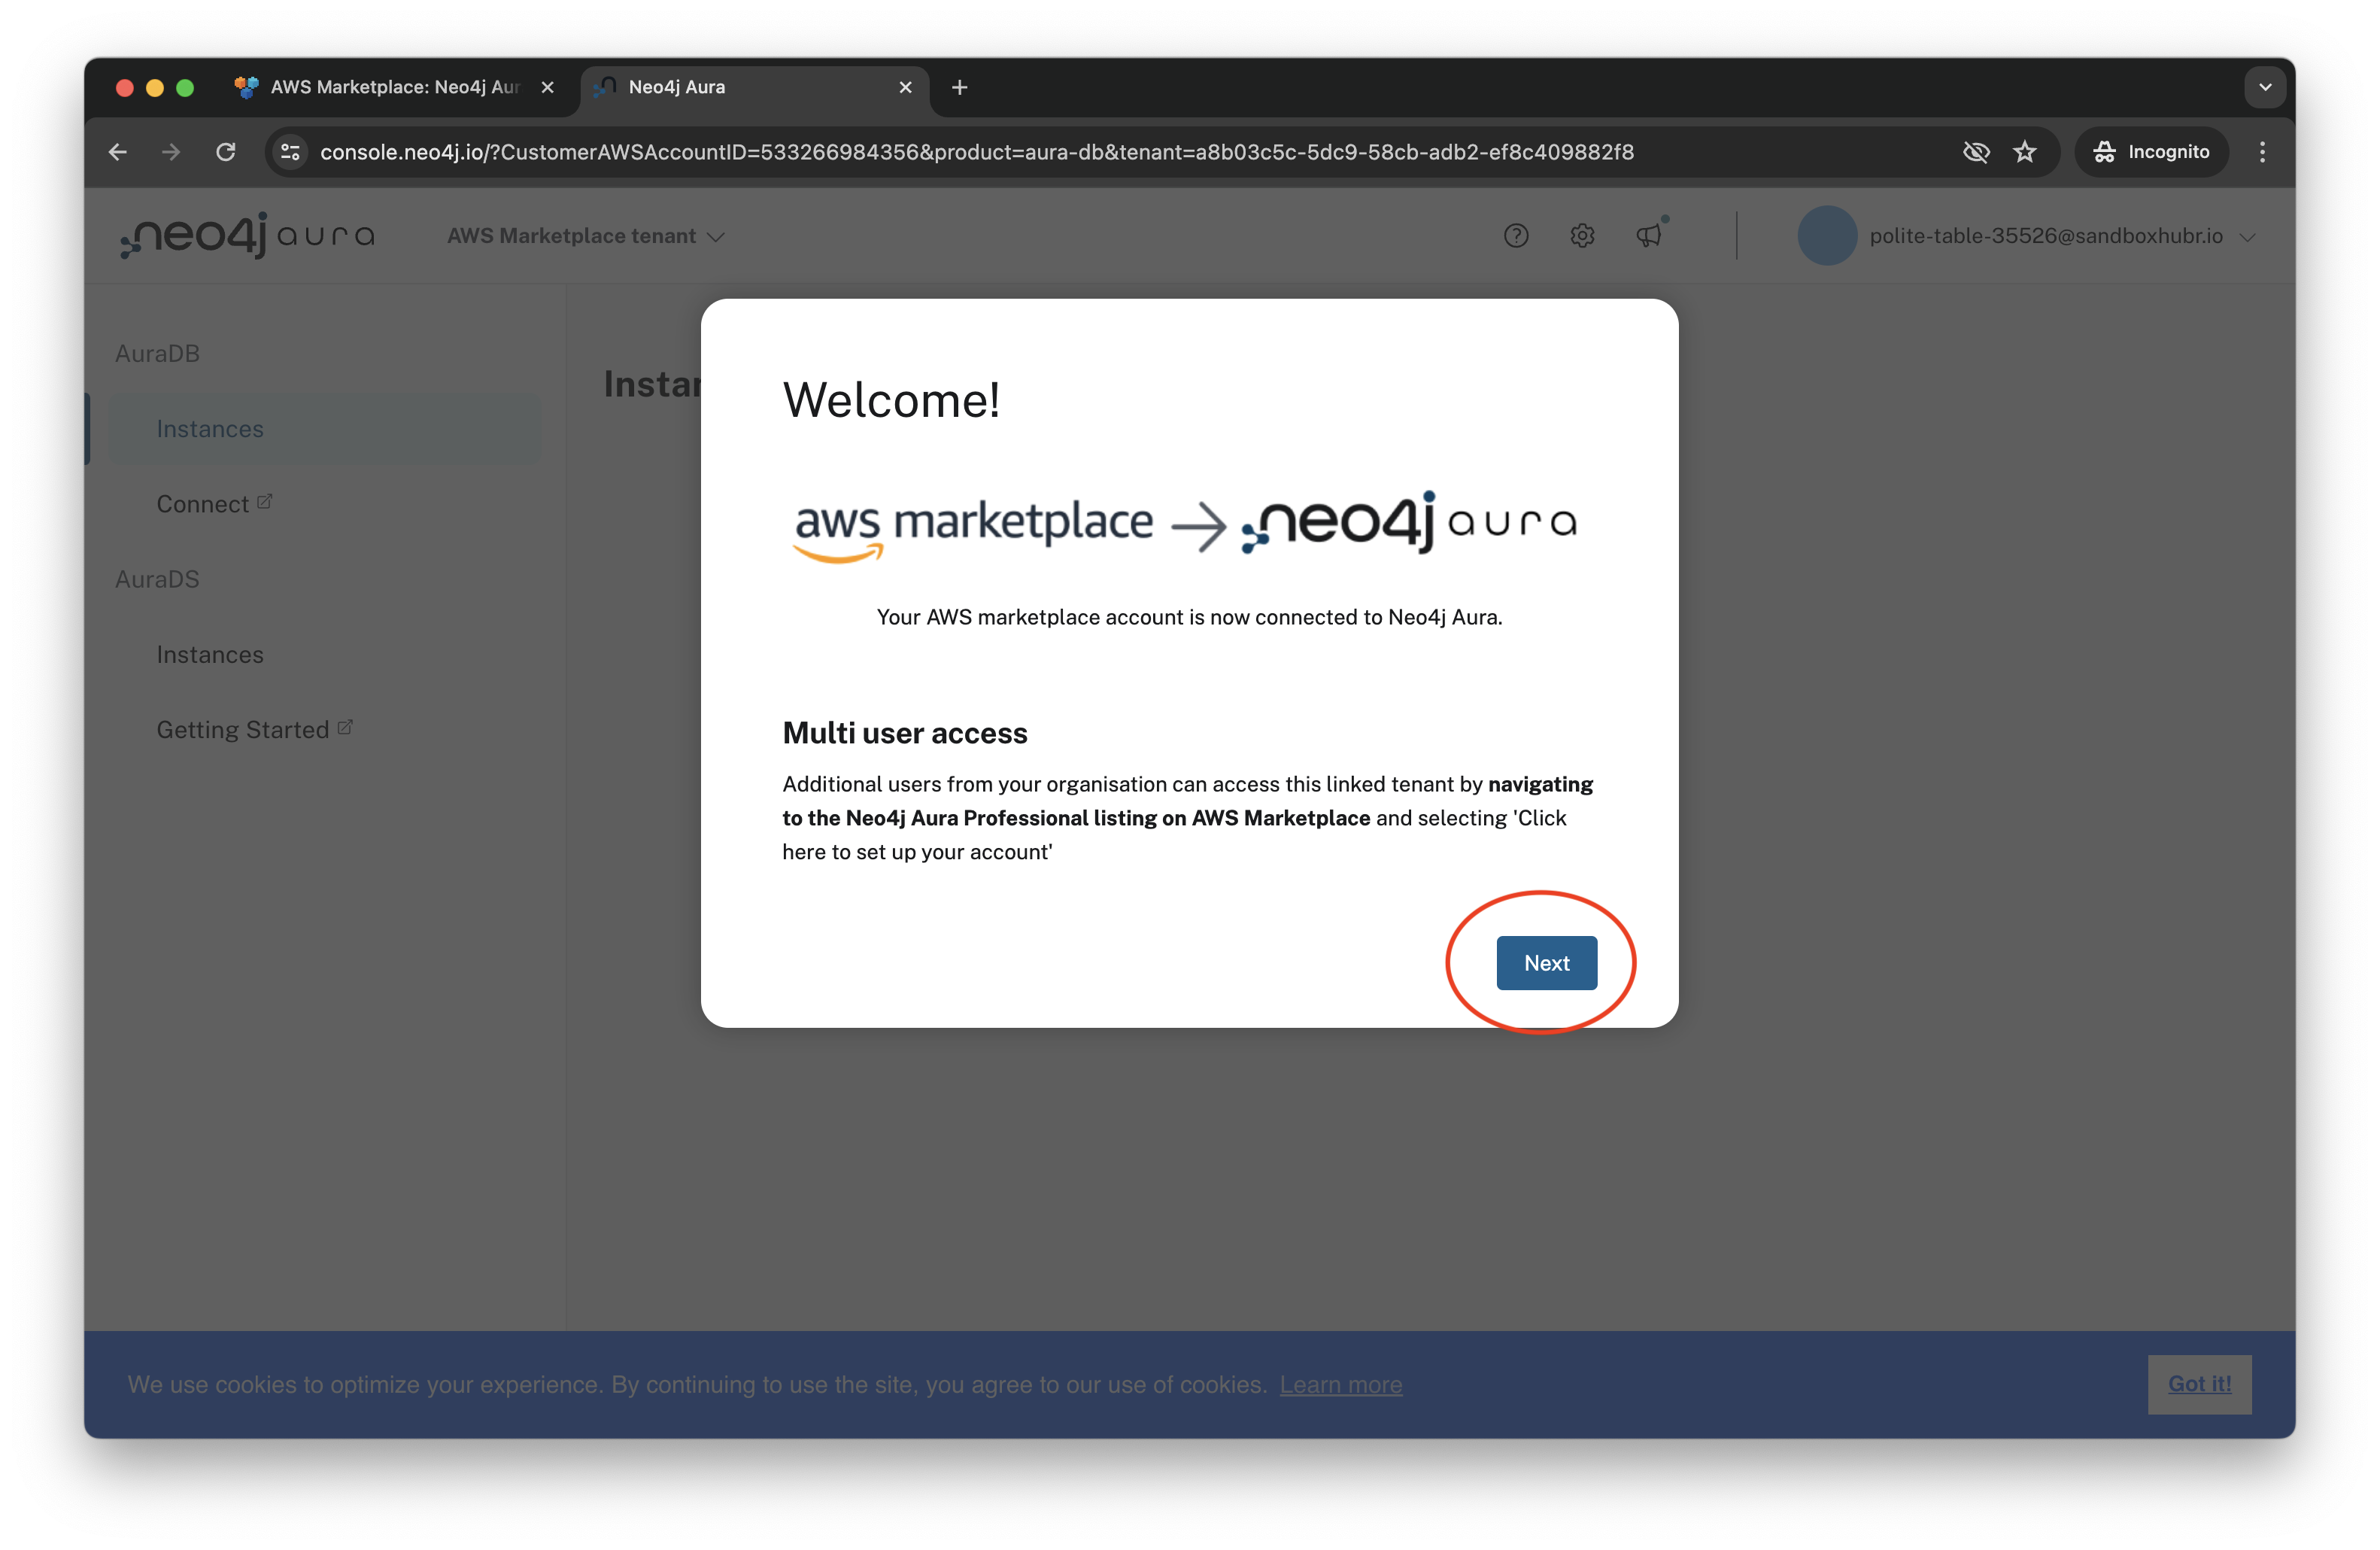 AWS Marketplace: Neo4j Aur
Neo4j Aura
console.neo4j.io/?CustomerAWSAccountID=533266984356&product=aura-db&tenant=a8b03c5c-5dc9-58cb-adb2-ef8c409882f8
Incognito
neo4j aura
AWS Marketplace tenant
polite-table-35526@sandboxhubr.io
AuraDB
Instances
Connect
AuraDS
Instances
Getting Started
Instan
Welcome!
aws marketplace → neo4j aura
Your AWS marketplace account is now connected to Neo4j Aura.
Multi user access
Additional users from your organisation can access this linked tenant by navigating
to the Neo4j Aura Professional listing on AWS Marketplace and selecting 'Click
here to set up your account'
Next
We use cookies to optimize your experience. By continuing to use the site, you agree to our use of cookies. Learn more
Got it!